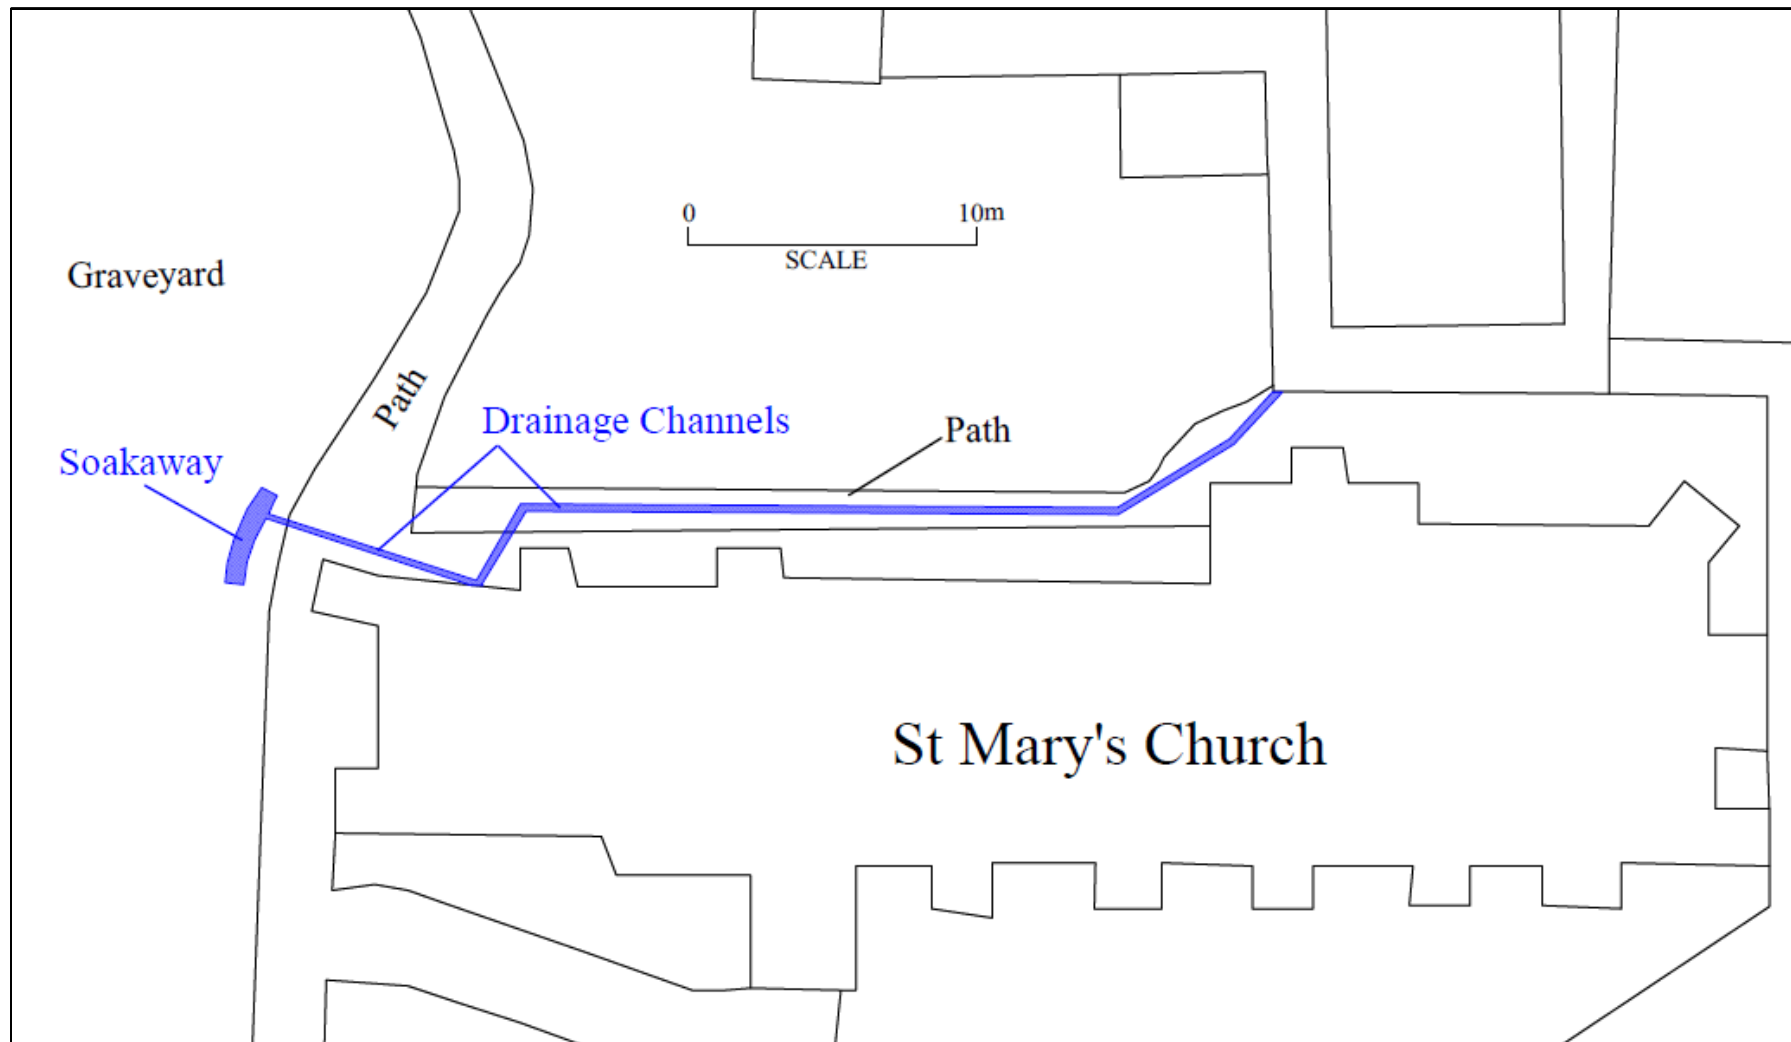 0
10m
SCALE
Graveyard
Path
Drainage Channels
Path
Soakaway
St Mary's Church